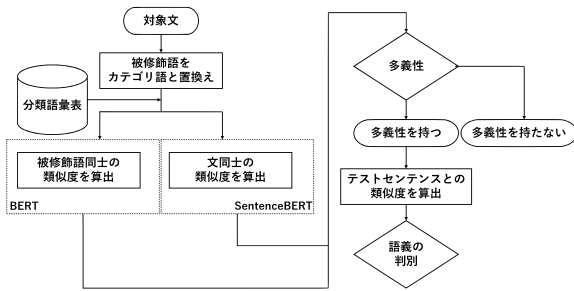 対象文
被修飾語を
カテゴリ語と置換え
分類語彙表
被修飾語同士の
類似度を算出
BERT
文同士の
類似度を算出
SentenceBERT
多義性
多義性を持つ
多義性を持たない
テストセンテンスとの
類似度を算出
語義の
判別